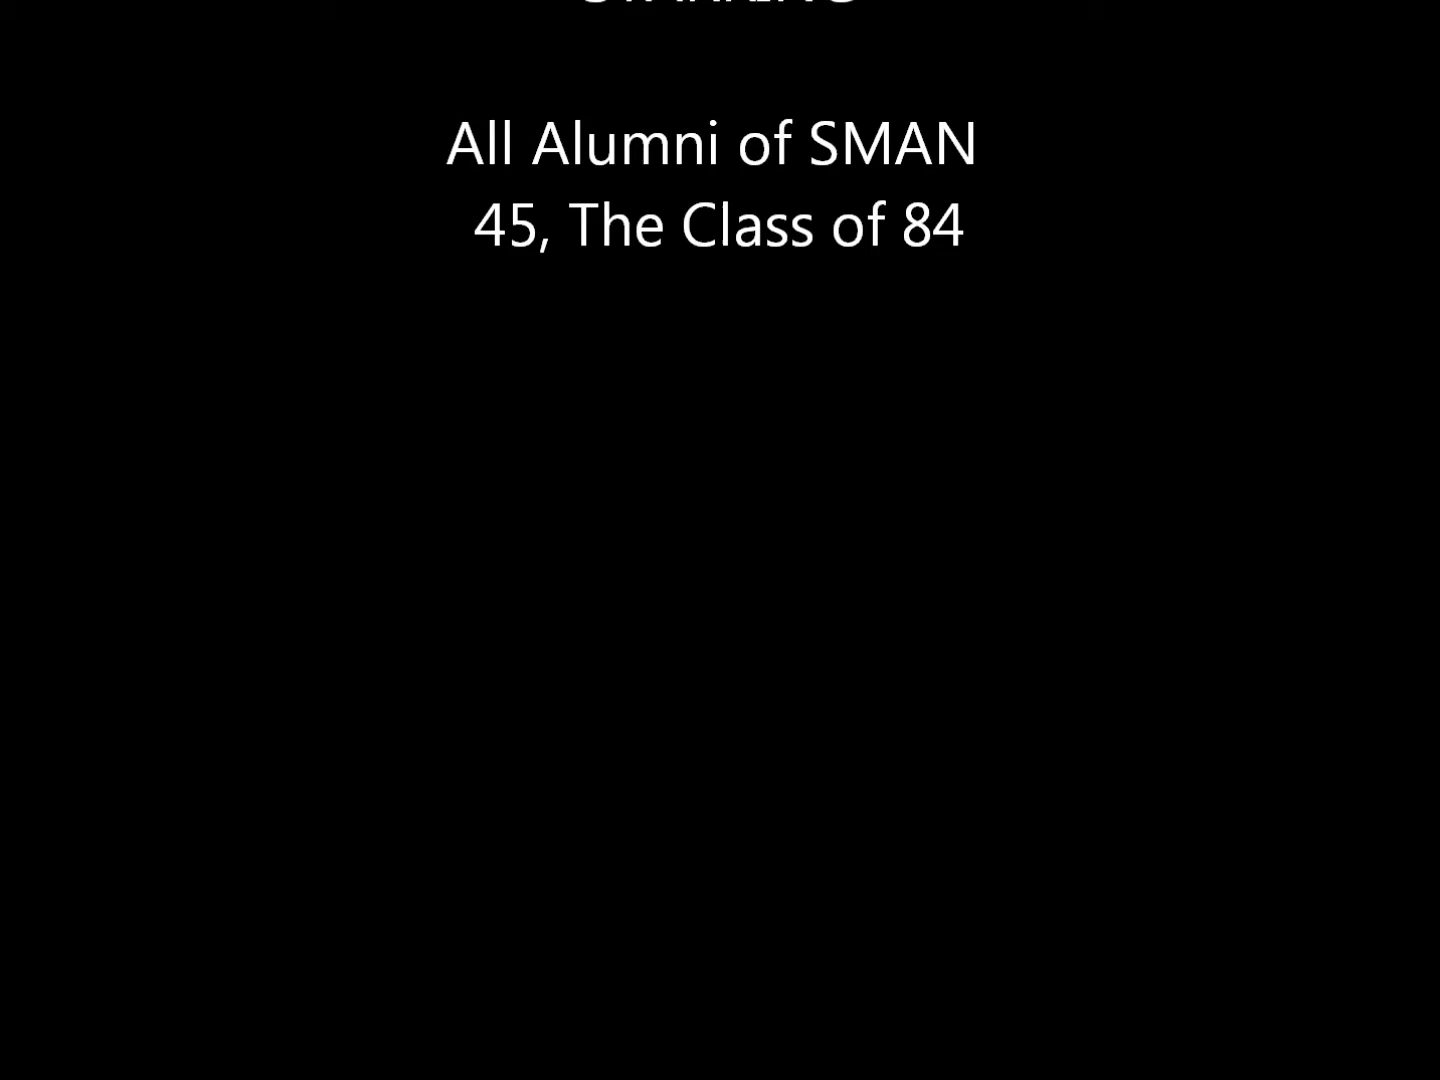 All Alumni of SMAN
45, The Class of 84